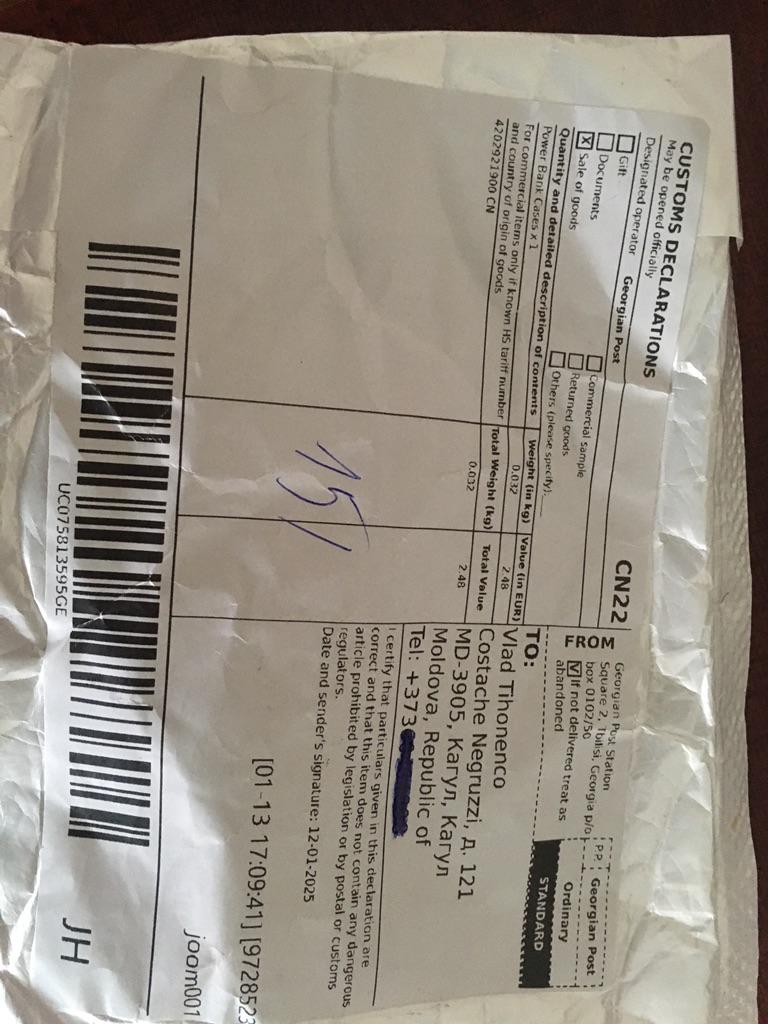 CUSTOMS DECLARATIONS
May be opened officially
CN22
Designated operator
Georgian Post
Gift
Commercial sample
Documents
Returned goods
X Sale of goods
Others (please specify):
Quantity and detailed description of contents
Weight (in kg)
Value (in EUR)
Power Bank Cases x 1
0.032
2.48
For commercial items only if known HS tariff number
and country of origin of goods
Total Weight (kg)
Total Value
4202921900 CN
0.032
2.48
151
FROM
Georgian Post Station
Square 2, Tbilisi, Georgia p/o
box 0102/50
V If not delivered treat as
abandoned
P.P.
Georgian Post
Ordinary
STANDARD
TO:
Vlad Tihonenco
Costache Negruzzi, д. 121
MD-3905, Кагул, Кагул
Moldova, Republic of
Tel: +373
I certify that particulars given in this declaration are
correct and that this item does not contain any dangerous
article prohibited by legislation or by postal or customs
regulators.
Date and sender's signature: 12-01-2025
[01-13 17:09:41] [9728523
joom001
UC075813595GE
JH